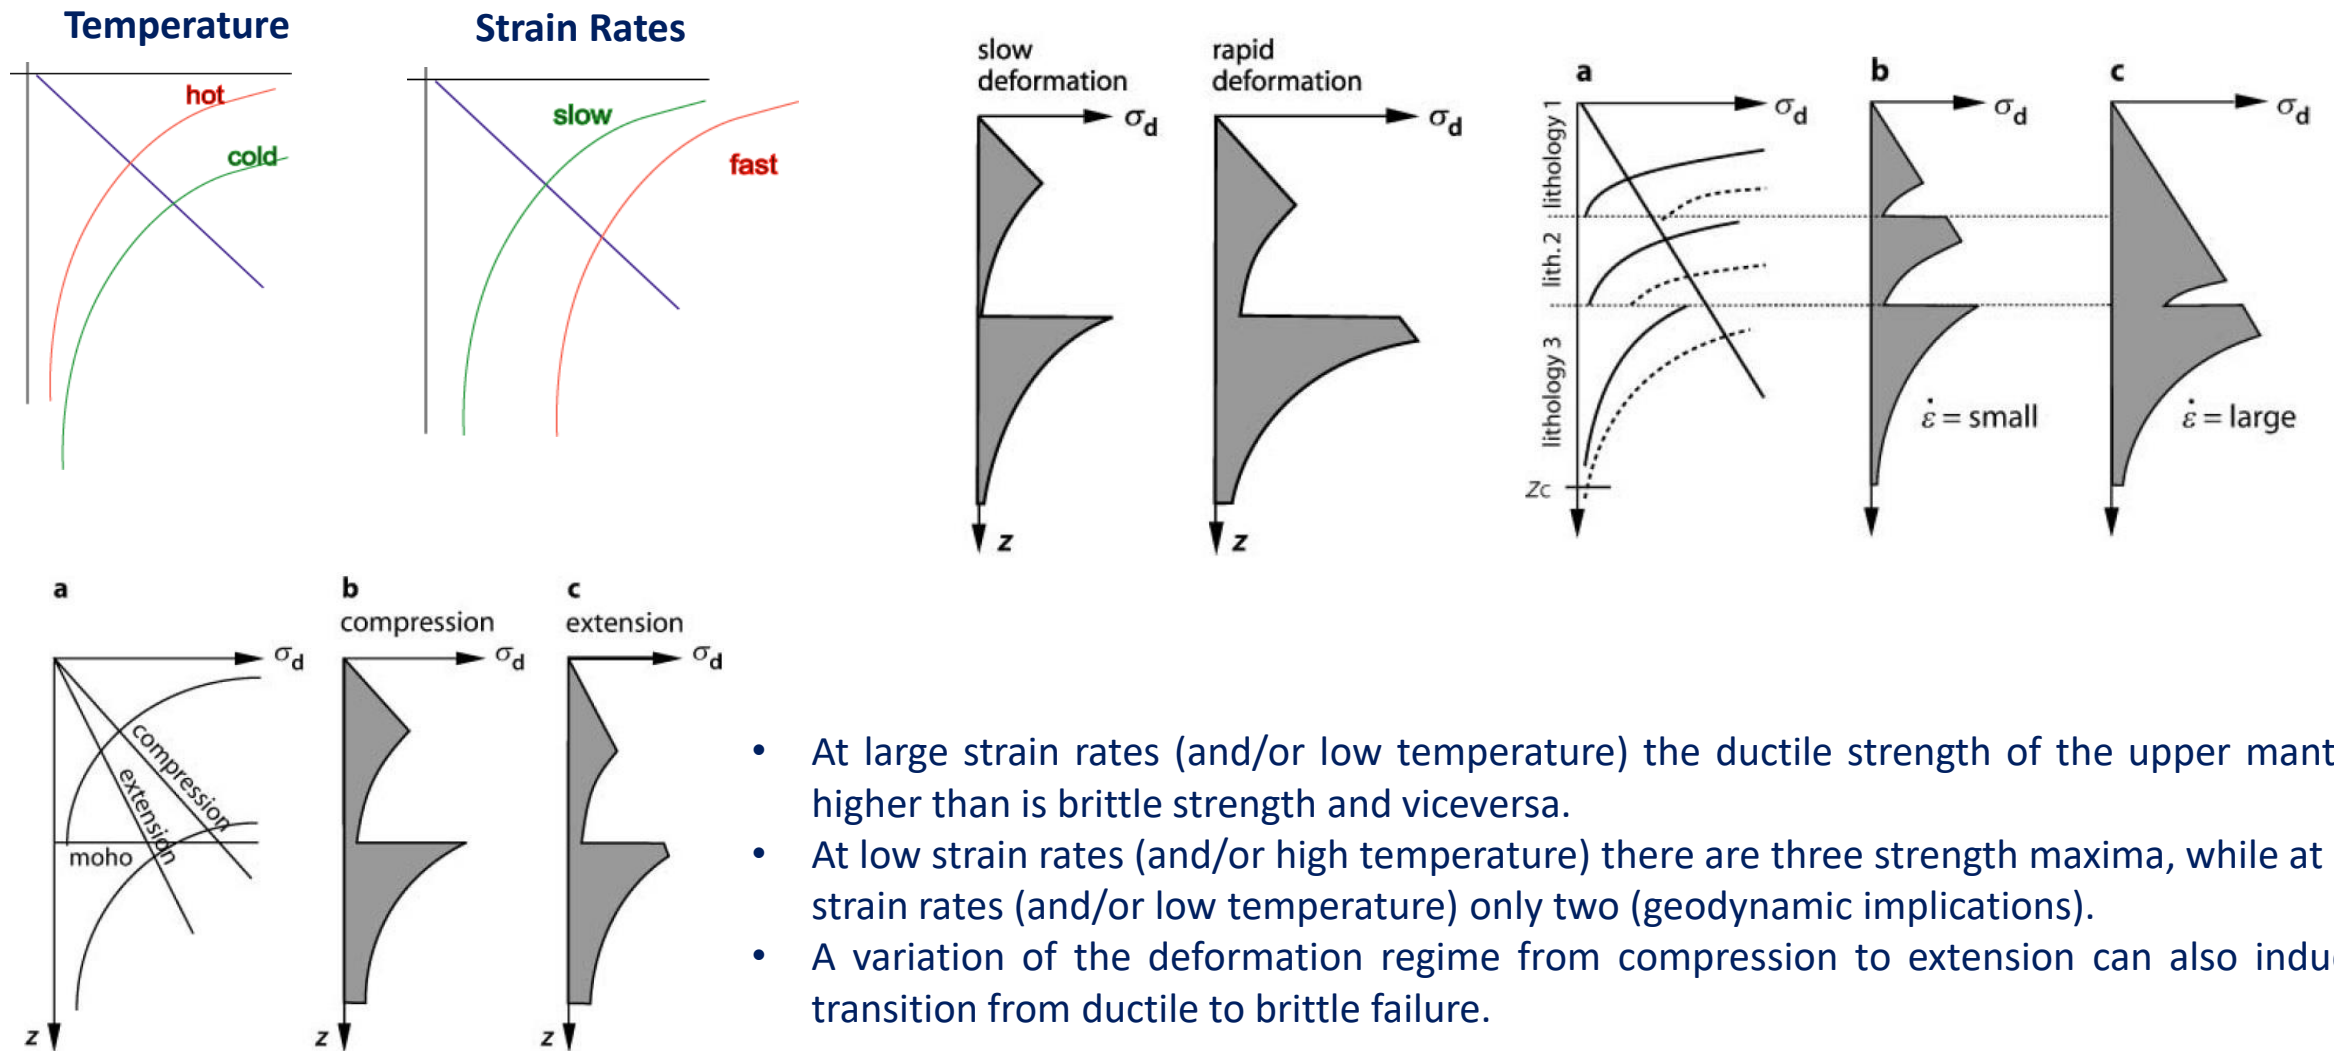 Temperature
Strain Rates
hot
cold
slow
fast
slow
deformation
σd
z
rapid
deformation
σd
z
a
σd
lithology 1
lith. 2
lithology 3
Zc
b
σd
ε̇ = small
c
σd
ε̇ = large
a
σd
compression
extension
moho
z
b
compression
σd
z
c
extension
σd
z
• At large strain rates (and/or low temperature) the ductile strength of the upper mant
higher than is brittle strength and viceversa.
• At low strain rates (and/or high temperature) there are three strength maxima, while at
strain rates (and/or low temperature) only two (geodynamic implications).
• A variation of the deformation regime from compression to extension can also indu
transition from ductile to brittle failure.